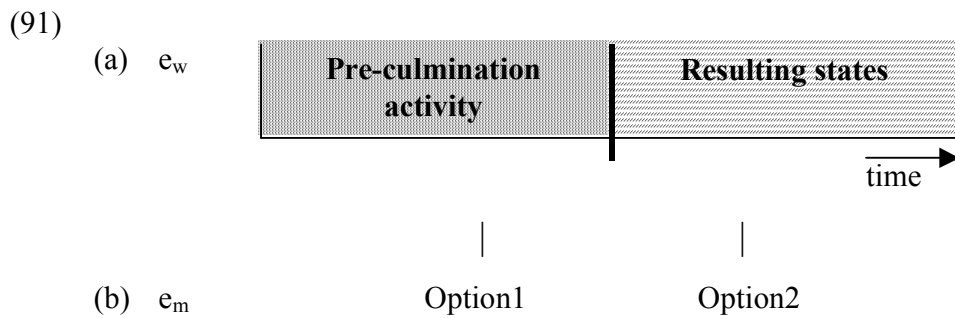 (91)
(a) e_w Pre-culmination activity Resulting states
time
| |
(b) e_m Option1 Option2